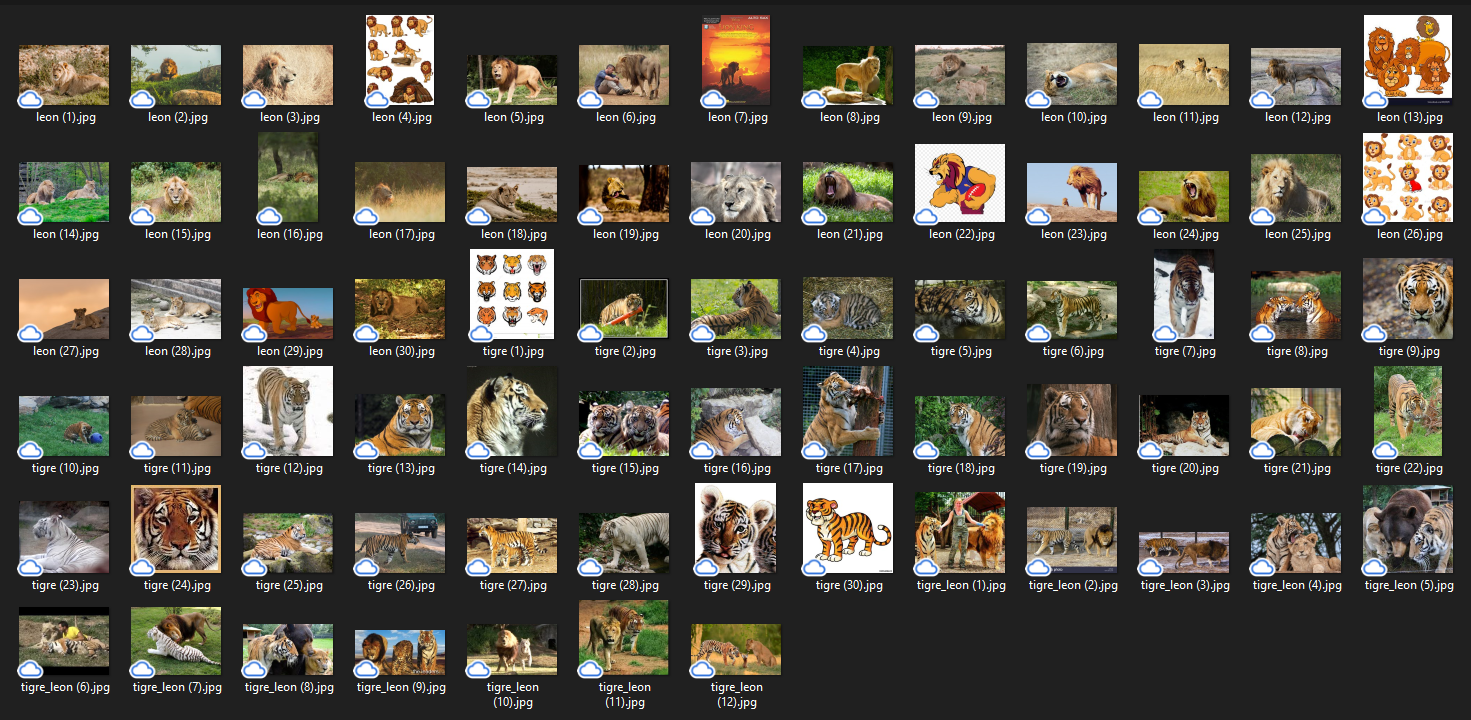 leon (1).jpg
leon (2).jpg
leon (3).jpg
leon (4).jpg
leon (5).jpg
leon (6).jpg
leon (7).jpg
leon (8).jpg
leon (9).jpg
leon (10).jpg
leon (11).jpg
leon (12).jpg
leon (13).jpg
leon (14).jpg
leon (15).jpg
leon (16).jpg
leon (17).jpg
leon (18).jpg
leon (19).jpg
leon (20).jpg
leon (21).jpg
leon (22).jpg
leon (23).jpg
leon (24).jpg
leon (25).jpg
leon (26).jpg
leon (27).jpg
leon (28).jpg
leon (29).jpg
leon (30).jpg
tigre (1).jpg
tigre (2).jpg
tigre (3).jpg
tigre (4).jpg
tigre (5).jpg
tigre (6).jpg
tigre (7).jpg
tigre (8).jpg
tigre (9).jpg
tigre (10).jpg
tigre (11).jpg
tigre (12).jpg
tigre (13).jpg
tigre (14).jpg
tigre (15).jpg
tigre (16).jpg
tigre (17).jpg
tigre (18).jpg
tigre (19).jpg
tigre (20).jpg
tigre (21).jpg
tigre (22).jpg
tigre (23).jpg
tigre (24).jpg
tigre (25).jpg
tigre (26).jpg
tigre (27).jpg
tigre (28).jpg
tigre (29).jpg
tigre (30).jpg
tigre_leon (1).jpg
tigre_leon (2).jpg
tigre_leon (3).jpg
tigre_leon (4).jpg
tigre_leon (5).jpg
tigre_leon (6).jpg
tigre_leon (7).jpg
tigre_leon (8).jpg
tigre_leon (9).jpg
tigre_leon
(10).jpg
tigre_leon
(11).jpg
tigre_leon
(12).jpg